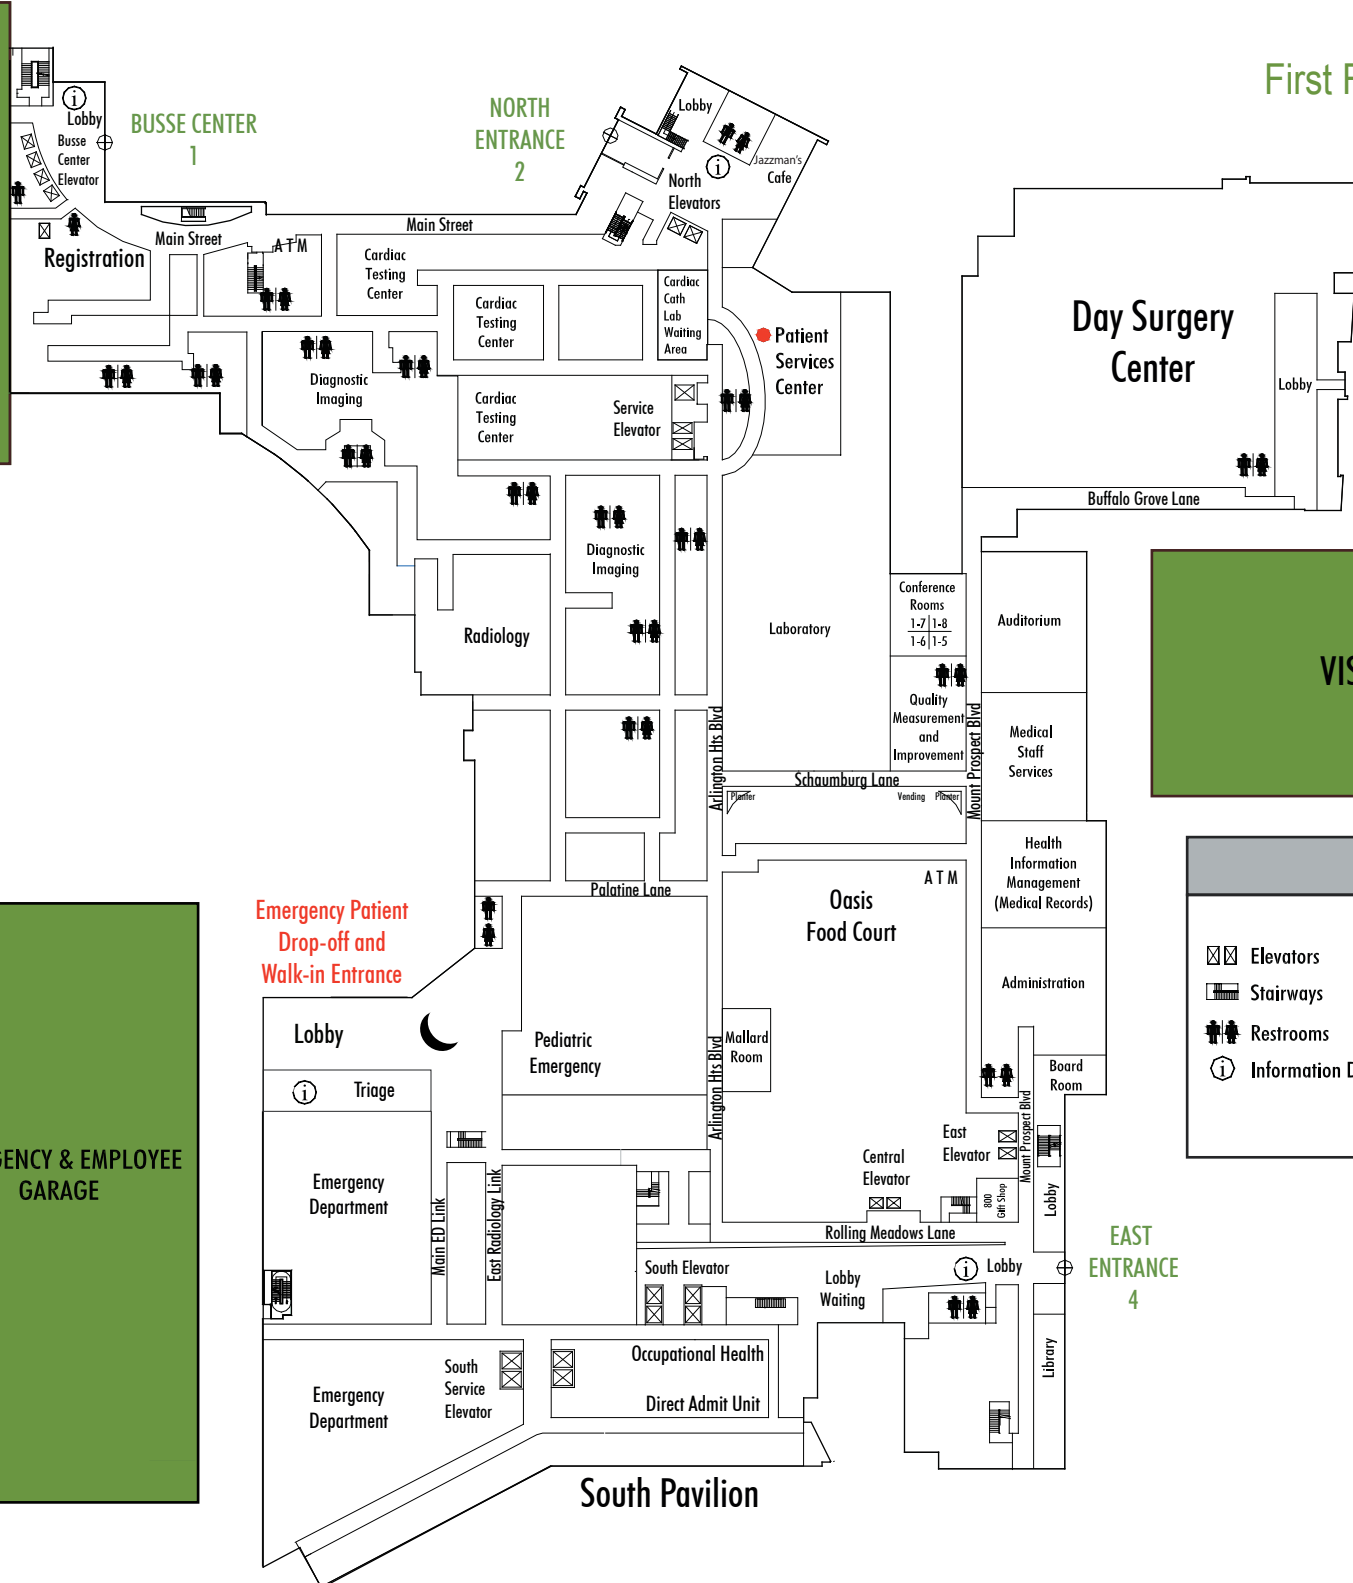 First
BUSSE CENTER
1
NORTH
ENTRANCE
2
Lobby
Busse
Center
Elevator
Lobby
Jazzman's
Cafe
North
Elevators
Main Street
Main Street
ATM
Registration
Cardiac
Testing
Center
Cardiac
Testing
Center
Cardiac
Cath
Lab
Waiting
Area
Patient
Services
Center
Day Surgery
Center
Lobby
Diagnostic
Imaging
Cardiac
Testing
Center
Service
Elevator
Buffalo Grove Lane
Diagnostic
Imaging
Radiology
Laboratory
Conference
Rooms
1-7 1-8
1-6 1-5
Auditorium
Quality
Measurement
and
Improvement
Medical
Staff
Services
Arlington Hts Blvd
Mount Prospect Blvd
Schaumburg Lane
Planter
Vending
Planter
Health
Information
Management
(Medical Records)
ATM
Oasis
Food Court
Palatine Lane
Emergency Patient
Drop-off and
Walk-in Entrance
Elevators
Stairways
Restrooms
Information
Administration
Lobby
Pediatric
Emergency
Mallard
Room
Arlington Hts Blvd
Board
Room
Triage
Mount Prospect Blvd
East
Elevator
Central
Elevator
& EMPLOYEE
GARAGE
Emergency
Department
Main ED Link
East Radiology Link
800
Gift Shop
Lobby
Rolling Meadows Lane
EAST
ENTRANCE
4
South Elevator
Lobby
Waiting
Lobby
Library
Occupational Health
Direct Admit Unit
South
Service
Elevator
Emergency
Department
South Pavilion